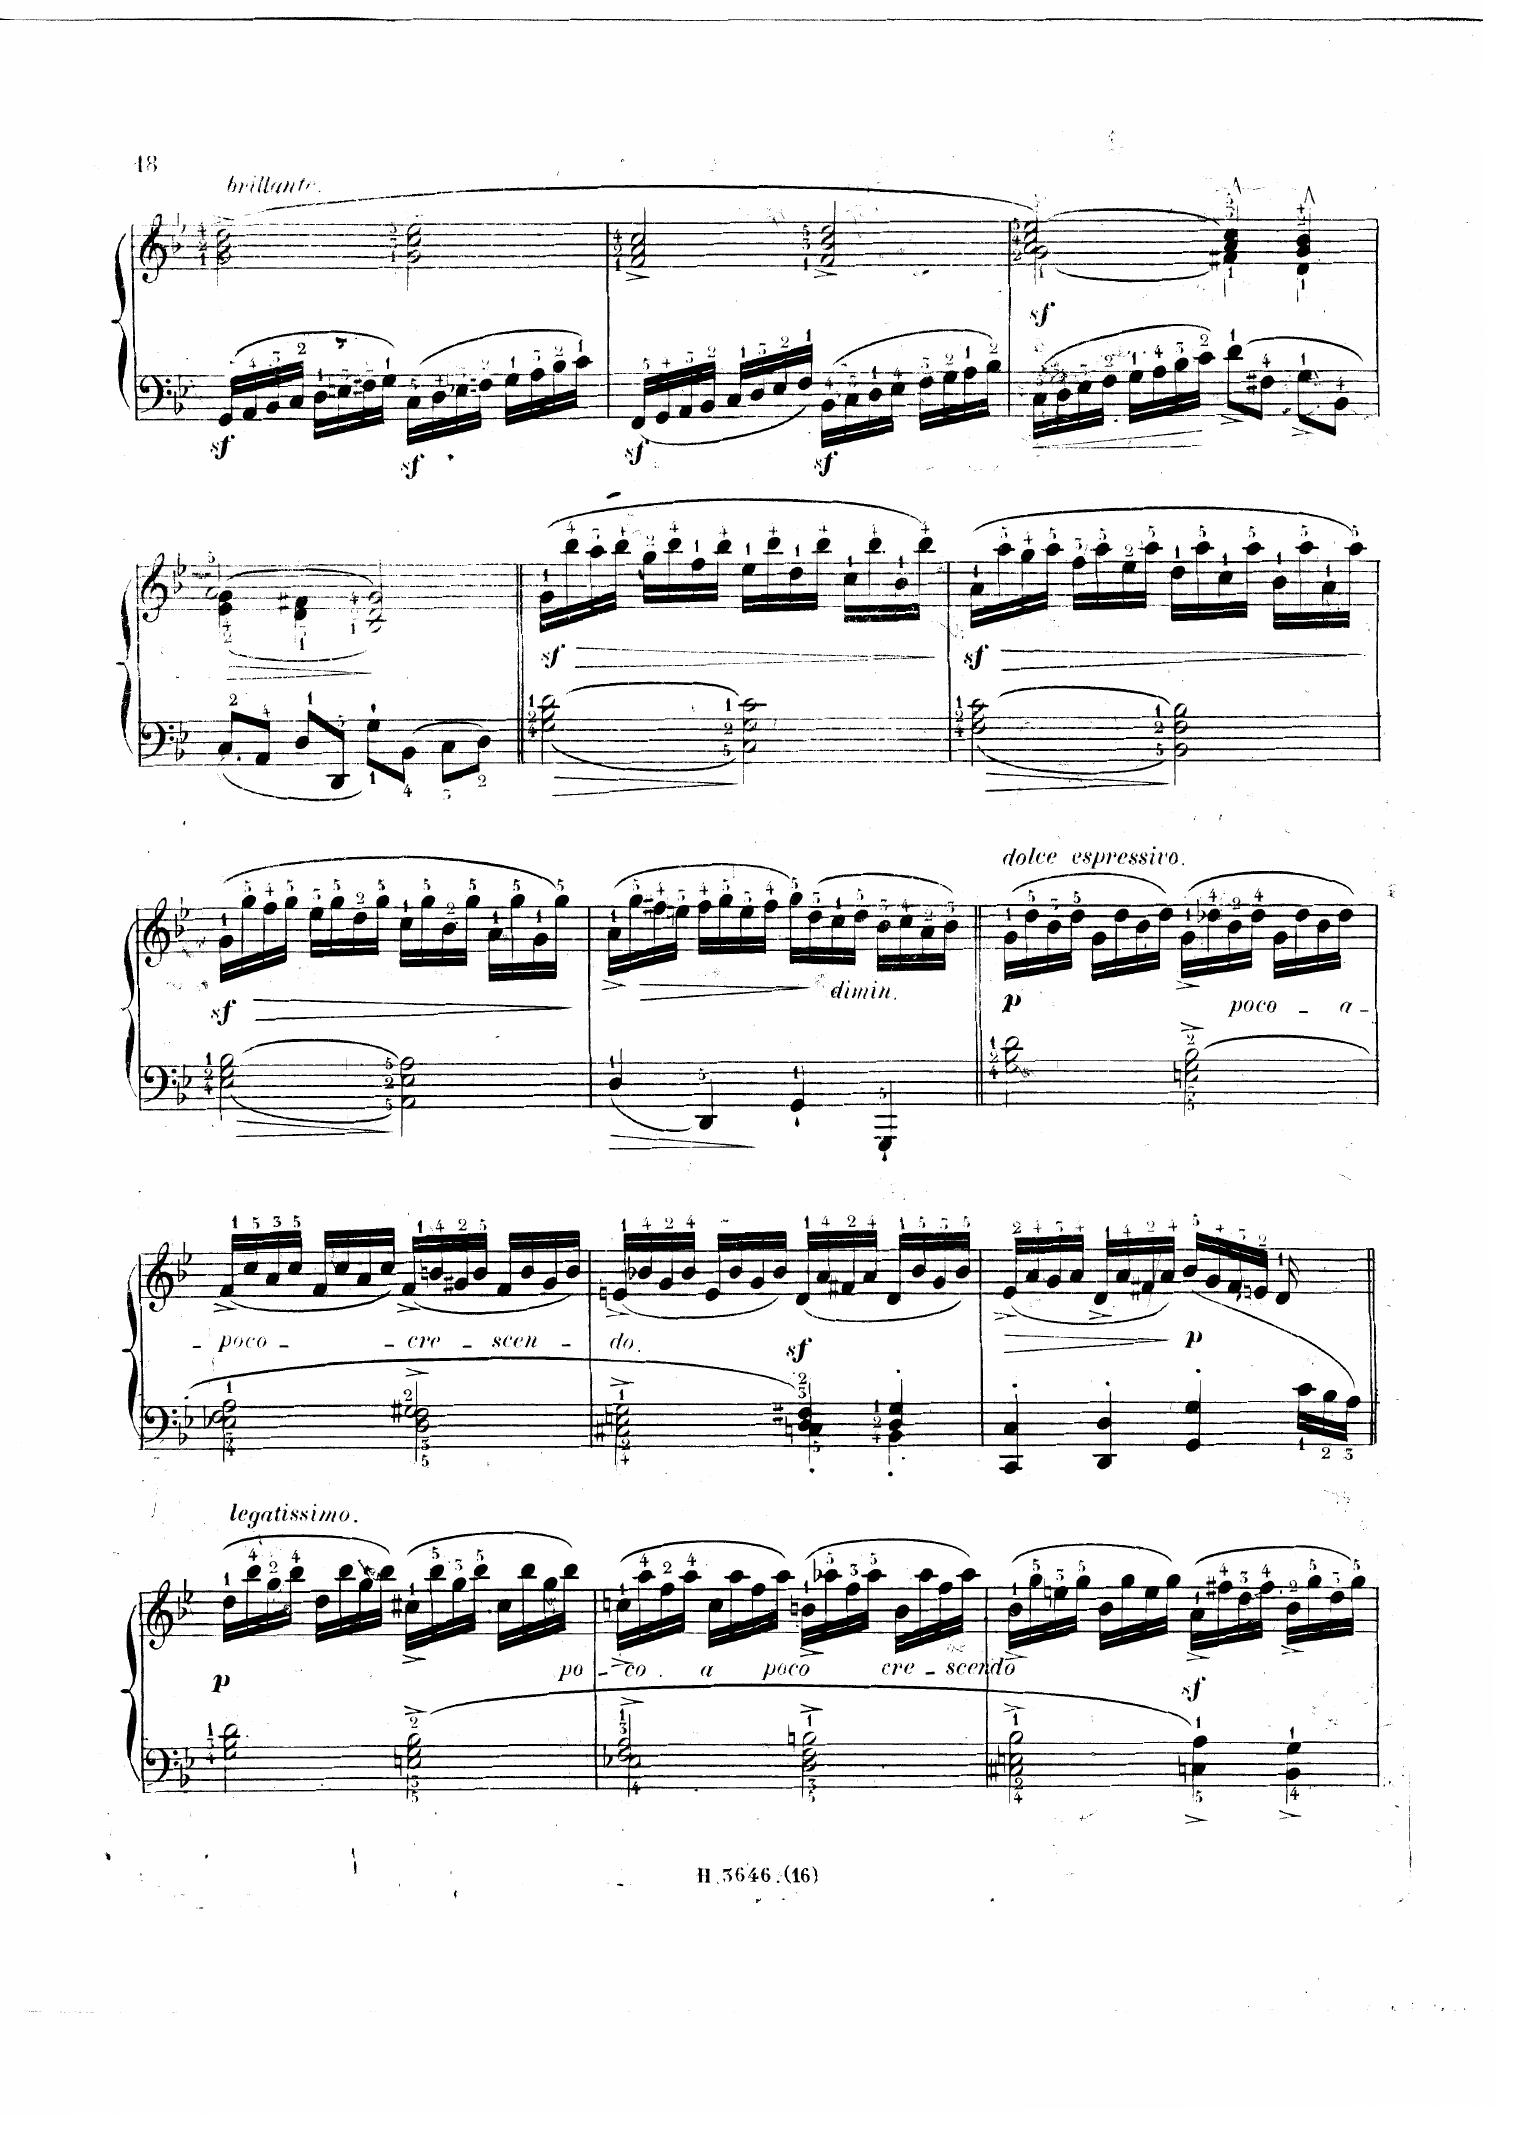 18
brillante.
sf sf sf sf sf
sf sf
dolce espressivo.
sf dimin. p poco - a -
- poco - - cre - scen - do. sf p
legatissimo.
p po - co. a poco cre - scendo sf
H. 3646. (16)